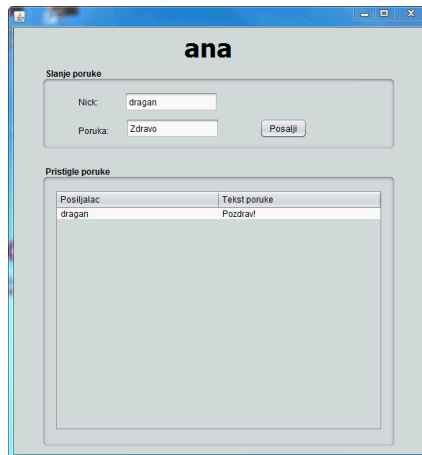 ana
Slanje poruke
Nick: dragan
Poruka: Zdravo Posalji
Pristigle poruke
Posiljalac Tekst poruke
dragan Pozdrav!